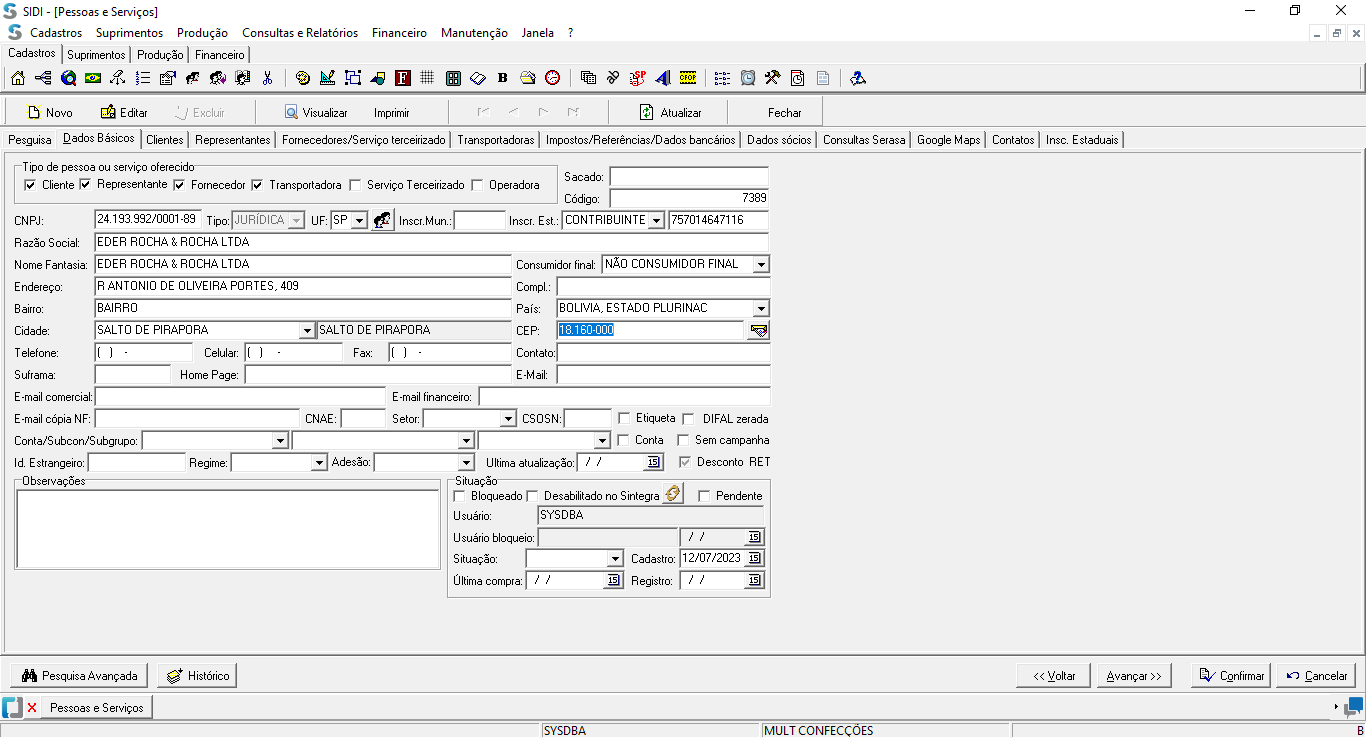 SIDI - [Pessoas e Serviços]
Cadastros Suprimentos Produção Consultas e Relatórios Financeiro Manutenção Janela ?
Cadastros Suprimentos Produção Financeiro
Novo Editar Excluir Visualizar Imprimir Atualizar Fechar
Pesquisa Dados Básicos Clientes Representantes Fornecedores/Serviço terceirizado Transportadoras Impostos/Referências/Dados bancários Dados sócios Consultas Serasa Google Maps Contatos Insc. Estaduais
Tipo de pessoa ou serviço oferecido
Cliente Representante Fornecedor Transportadora Serviço Terceirizado Operadora
Sacado:
Código: 7389
CNPJ: 24.193.992/0001-89 Tipo: JURÍDICA UF: SP Inscr.Mun.: Inscr. Est.: CONTRIBUINTE 757014647116
Razão Social: EDER ROCHA & ROCHA LTDA
Nome Fantasia: EDER ROCHA & ROCHA LTDA Consumidor final: NÃO CONSUMIDOR FINAL
Endereço: R ANTONIO DE OLIVEIRA PORTES, 409 Compl.:
Bairro: BAIRRO País: BOLIVIA, ESTADO PLURINAC
Cidade: SALTO DE PIRAPORA SALTO DE PIRAPORA CEP: 18.160-000
Telefone: ( ) - Celular: ( ) - Fax: ( ) - Contato:
Suframa: Home Page: E-Mail:
E-mail comercial: E-mail financeiro:
E-mail cópia NF: CNAE: Setor: CSOSN: Etiqueta DIFAL zerada
Conta/Subcon/Subgrupo: Conta Sem campanha
Id. Estrangeiro: Regime: Adesão: Ultima atualização: / / 15 Desconto RET
Observações
Situação
Bloqueado Desabilitado no Sintegra Pendente
Usuário: SYSDBA
Usuário bloqueio: / / 15
Situação: Cadastro: 12/07/2023 15
Última compra: / / 15 Registro: / / 15
Pesquisa Avançada Histórico << Voltar Avançar >> Confirmar Cancelar
Pessoas e Serviços
SYSDBA MULT CONFECÇÕES B